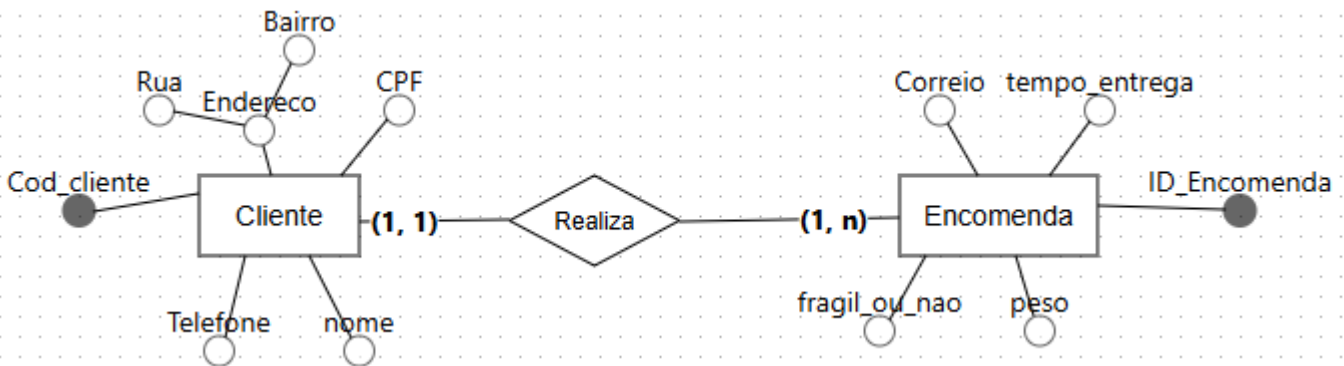 Bairro
Rua
Endereco
CPF
Correio
tempo_entrega
Cod_cliente
ID_Encomenda
Cliente
(1, 1)
Realiza
(1, n)
Encomenda
fragil_ou_nao
peso
Telefone
nome